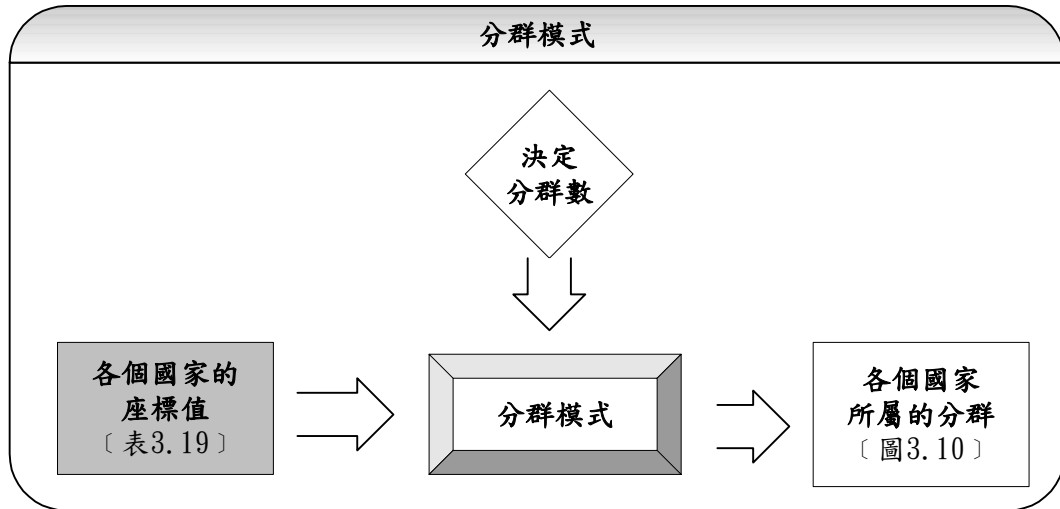 分群模式
決定
分群數
各個國家的
座標值
﹝表3.19﹞
分群模式
各個國家
所屬的分群
﹝圖3.10﹞